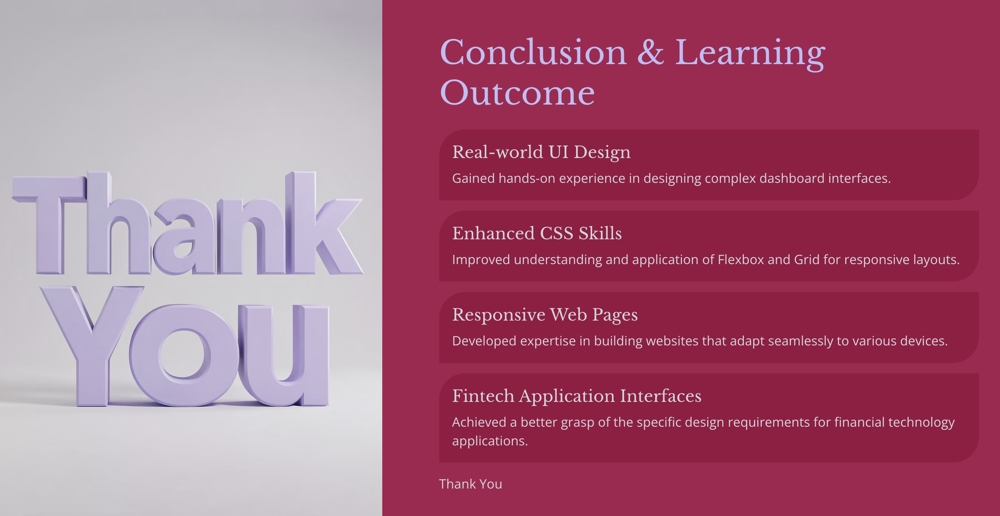 Thank
You
Conclusion & Learning
Outcome
Real-world UI Design
Gained hands-on experience in designing complex dashboard interfaces.
Enhanced CSS Skills
Improved understanding and application of Flexbox and Grid for responsive layouts.
Responsive Web Pages
Developed expertise in building websites that adapt seamlessly to various devices.
Fintech Application Interfaces
Achieved a better grasp of the specific design requirements for financial technology
applications.
Thank You